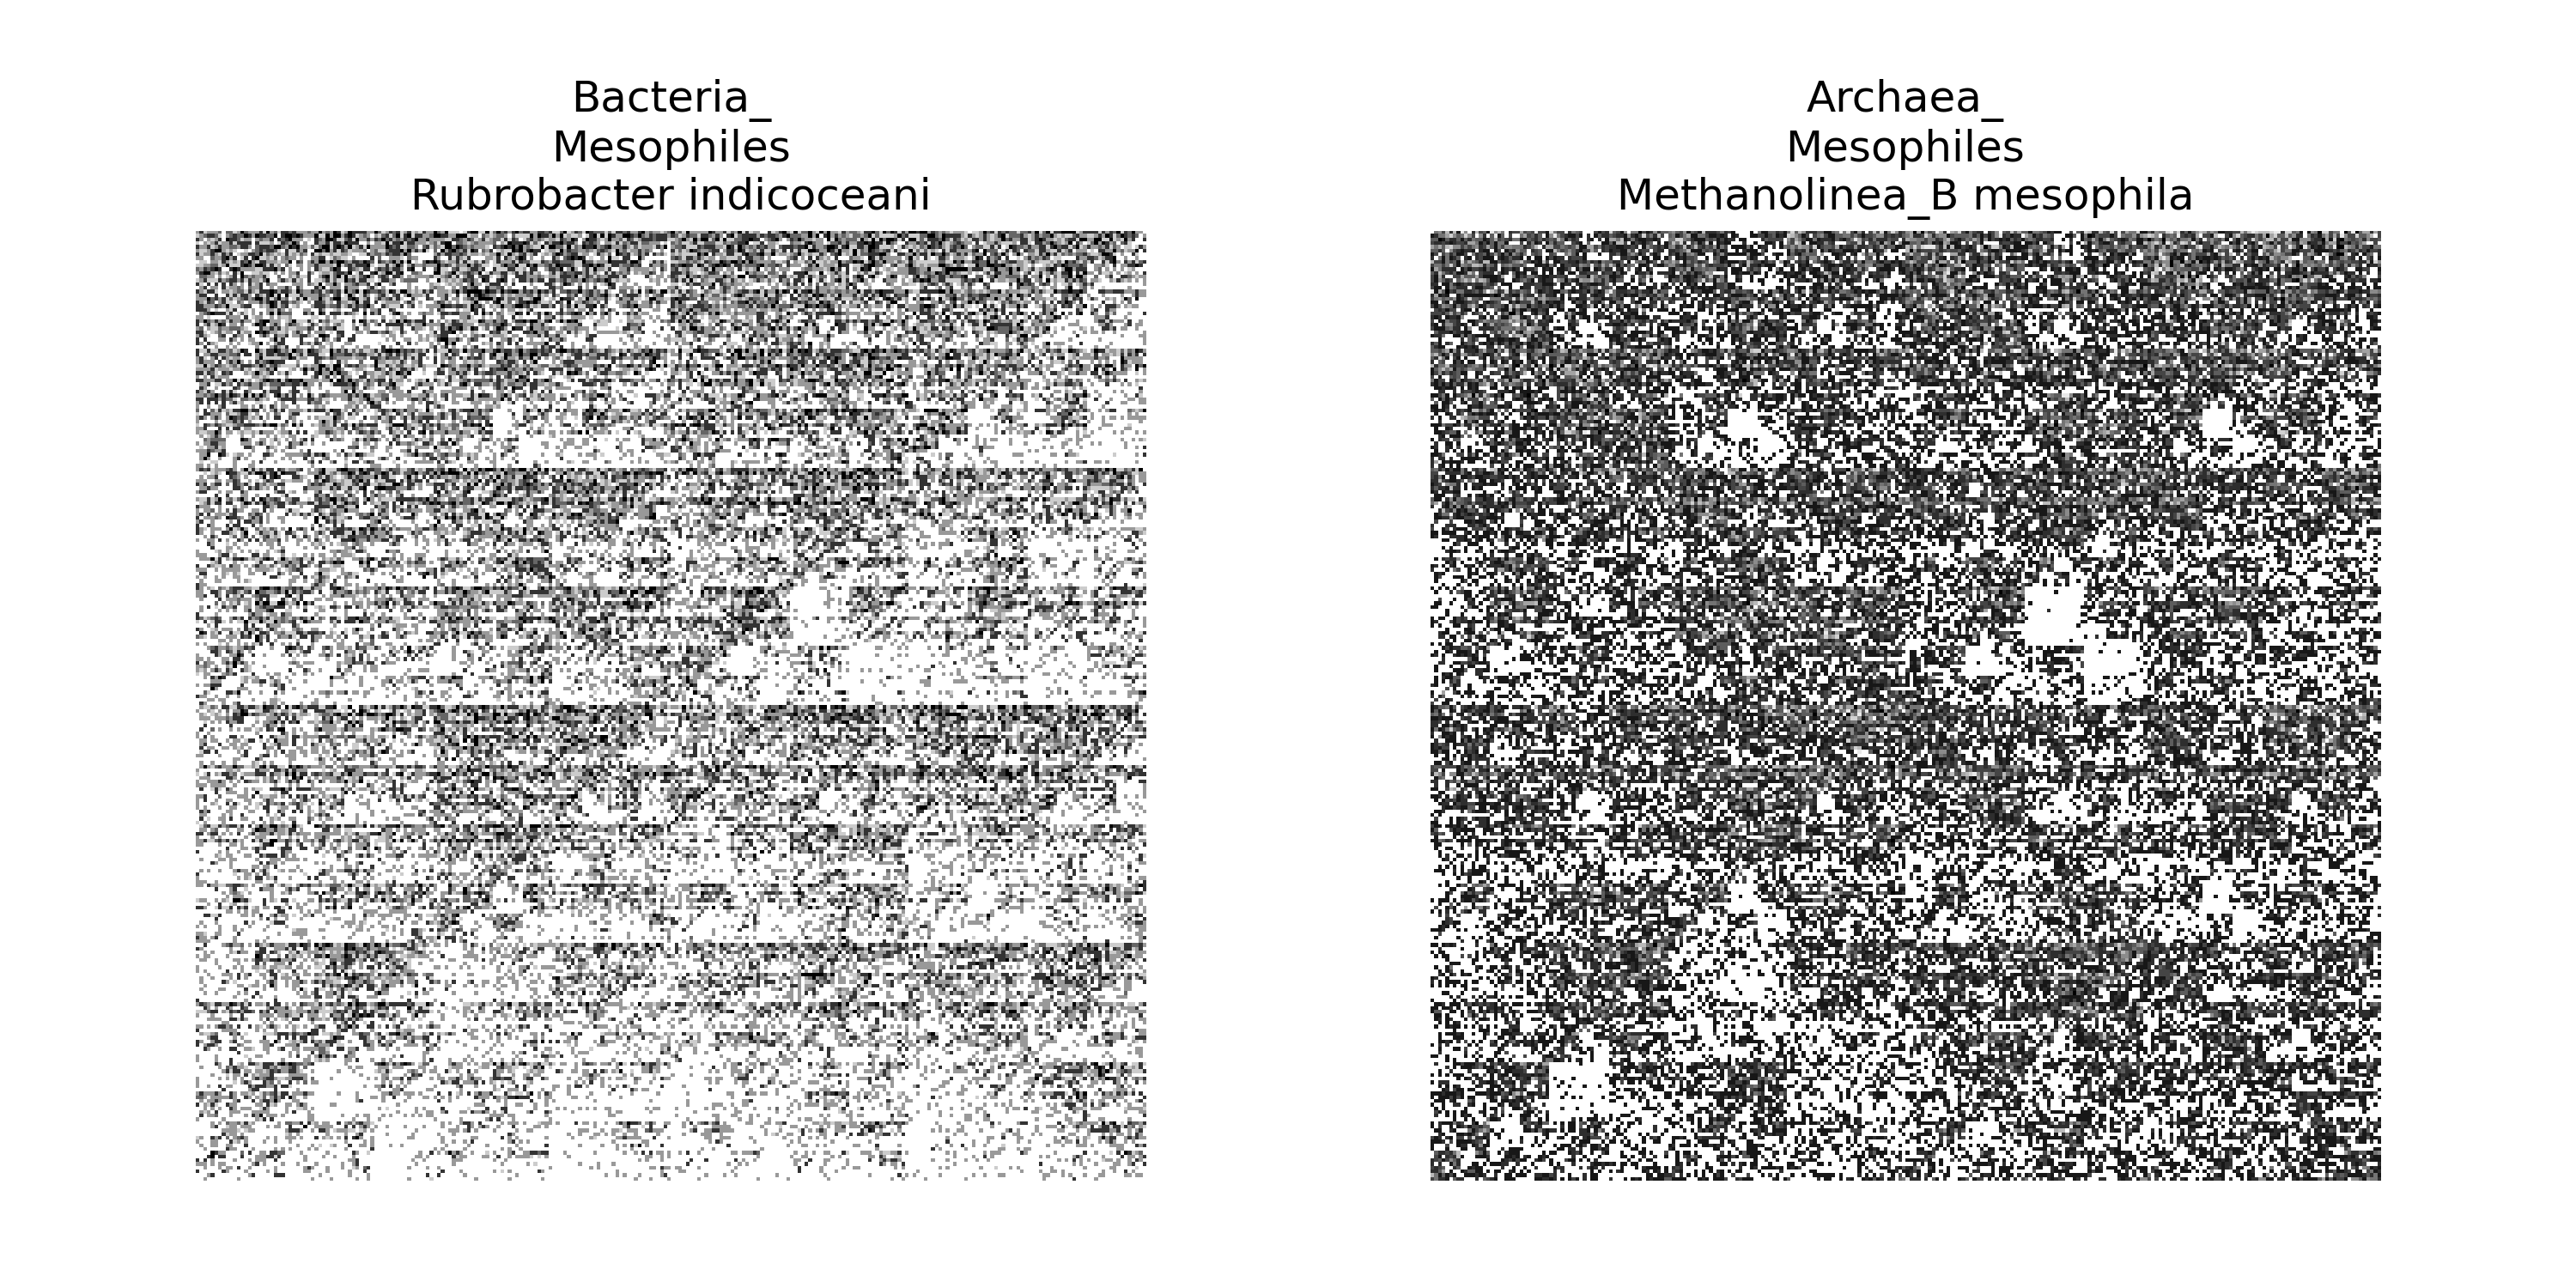 Bacteria_
Mesophiles
Rubrobacter indicoceani
Archaea_
Mesophiles
Methanolinea_B mesophila